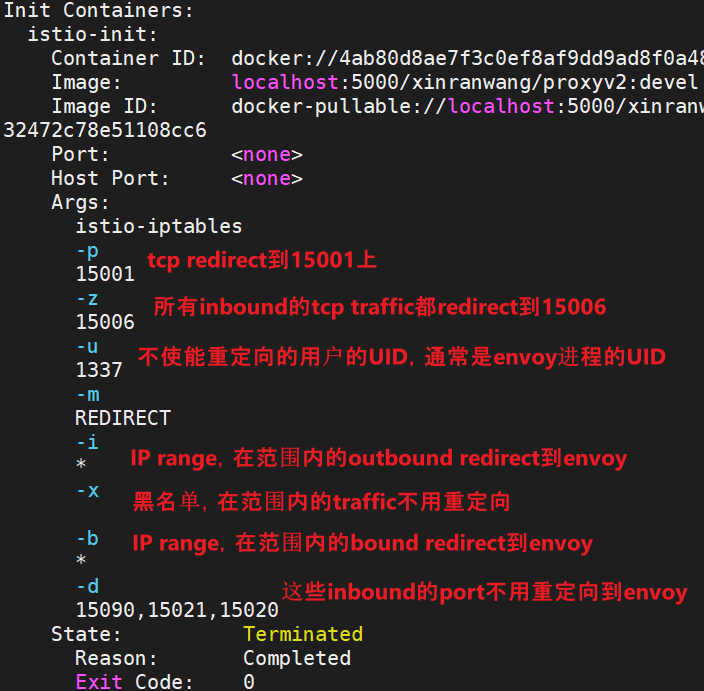 Init Containers:
istio-init:
Container ID: docker://4ab80d8ae7f3c0ef8af9dd9ad8f0a48
Image: localhost:5000/xinranwang/proxyv2:devel
Image ID: docker-pullable://localhost:5000/xinranw
32472c78e51108cc6
Port: <none>
Host Port: <none>
Args:
istio-iptables
-p
tcp redirect到15001上
15001
-z
所有inbound的tcp traffic都redirect到15006
15006
-u
不使能重定向的用户的UID，通常是envoy进程的UID
1337
-m
REDIRECT
-i
IP range，在范围内的outbound redirect到envoy
*
-x
黑名单，在范围内的traffic不用重定向
-b
IP range，在范围内的bound redirect到envoy
*
-d
这些inbound的port不用重定向到envoy
15090,15021,15020
State: Terminated
Reason: Completed
Exit Code: 0